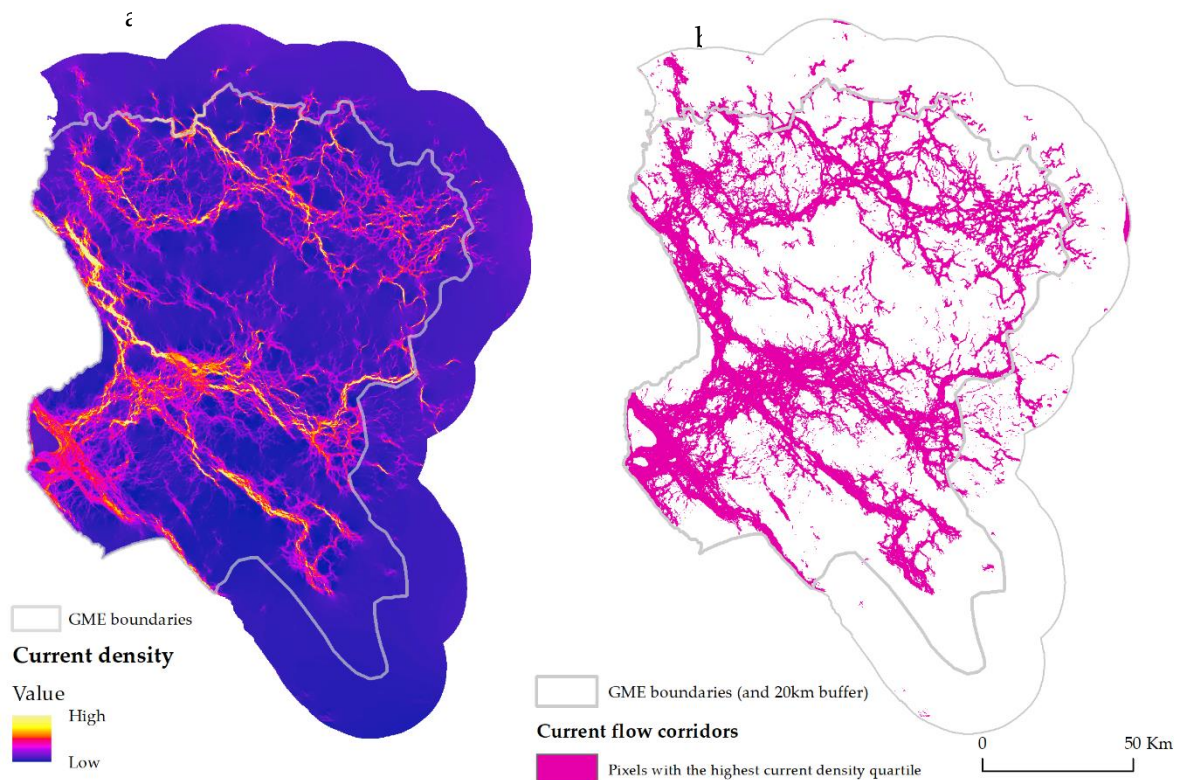 a
b
GME boundaries
Current density
Value
High
Low
GME boundaries (and 20km buffer)
Current flow corridors
Pixels with the highest current density quartile
0 50 Km